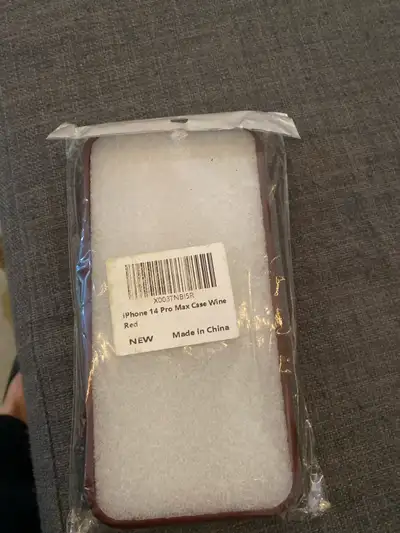 X003TNBI5R
iPhone 14 Pro Max Case Wine
Red
NEW Made in China